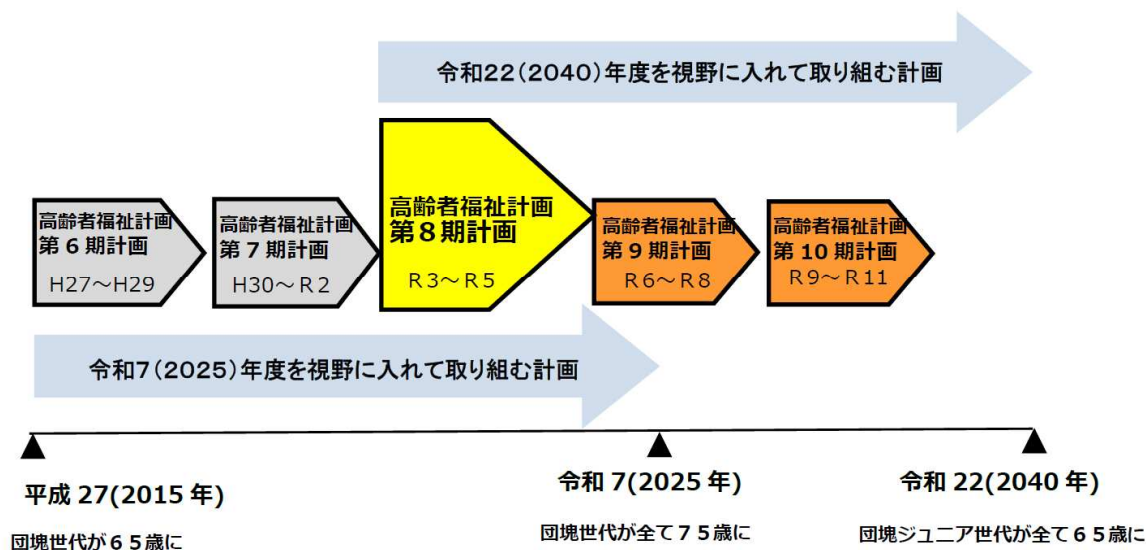 令和22(2040)年度を視野に入れて取り組む計画
高齢者福祉計画
第６期計画
H27～H29
高齢者福祉計画
第７期計画
H30～R２
高齢者福祉計画
第８期計画
R３～R５
高齢者福祉計画
第９期計画
R６～R８
高齢者福祉計画
第 10 期計画
R９～R11
令和7(2025)年度を視野に入れて取り組む計画
平成 27(2015 年)
団塊世代が６５歳に
令和 7(2025 年)
団塊世代が全て７５歳に
令和 22(2040 年)
団塊ジュニア世代が全て６５歳に